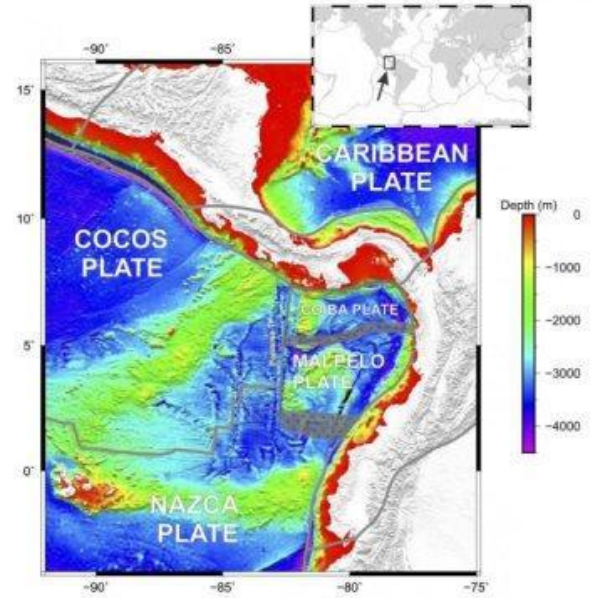 −90˚
−85˚
15˚
10˚
5˚
0˚
CARIBBEAN
PLATE
COCOS
PLATE
COIBA PLATE
MALPELO
PLATE
NAZCA
PLATE
Depth (m)
0
−1000
−2000
−3000
−4000
−90˚
−85˚
−80˚
−75˚